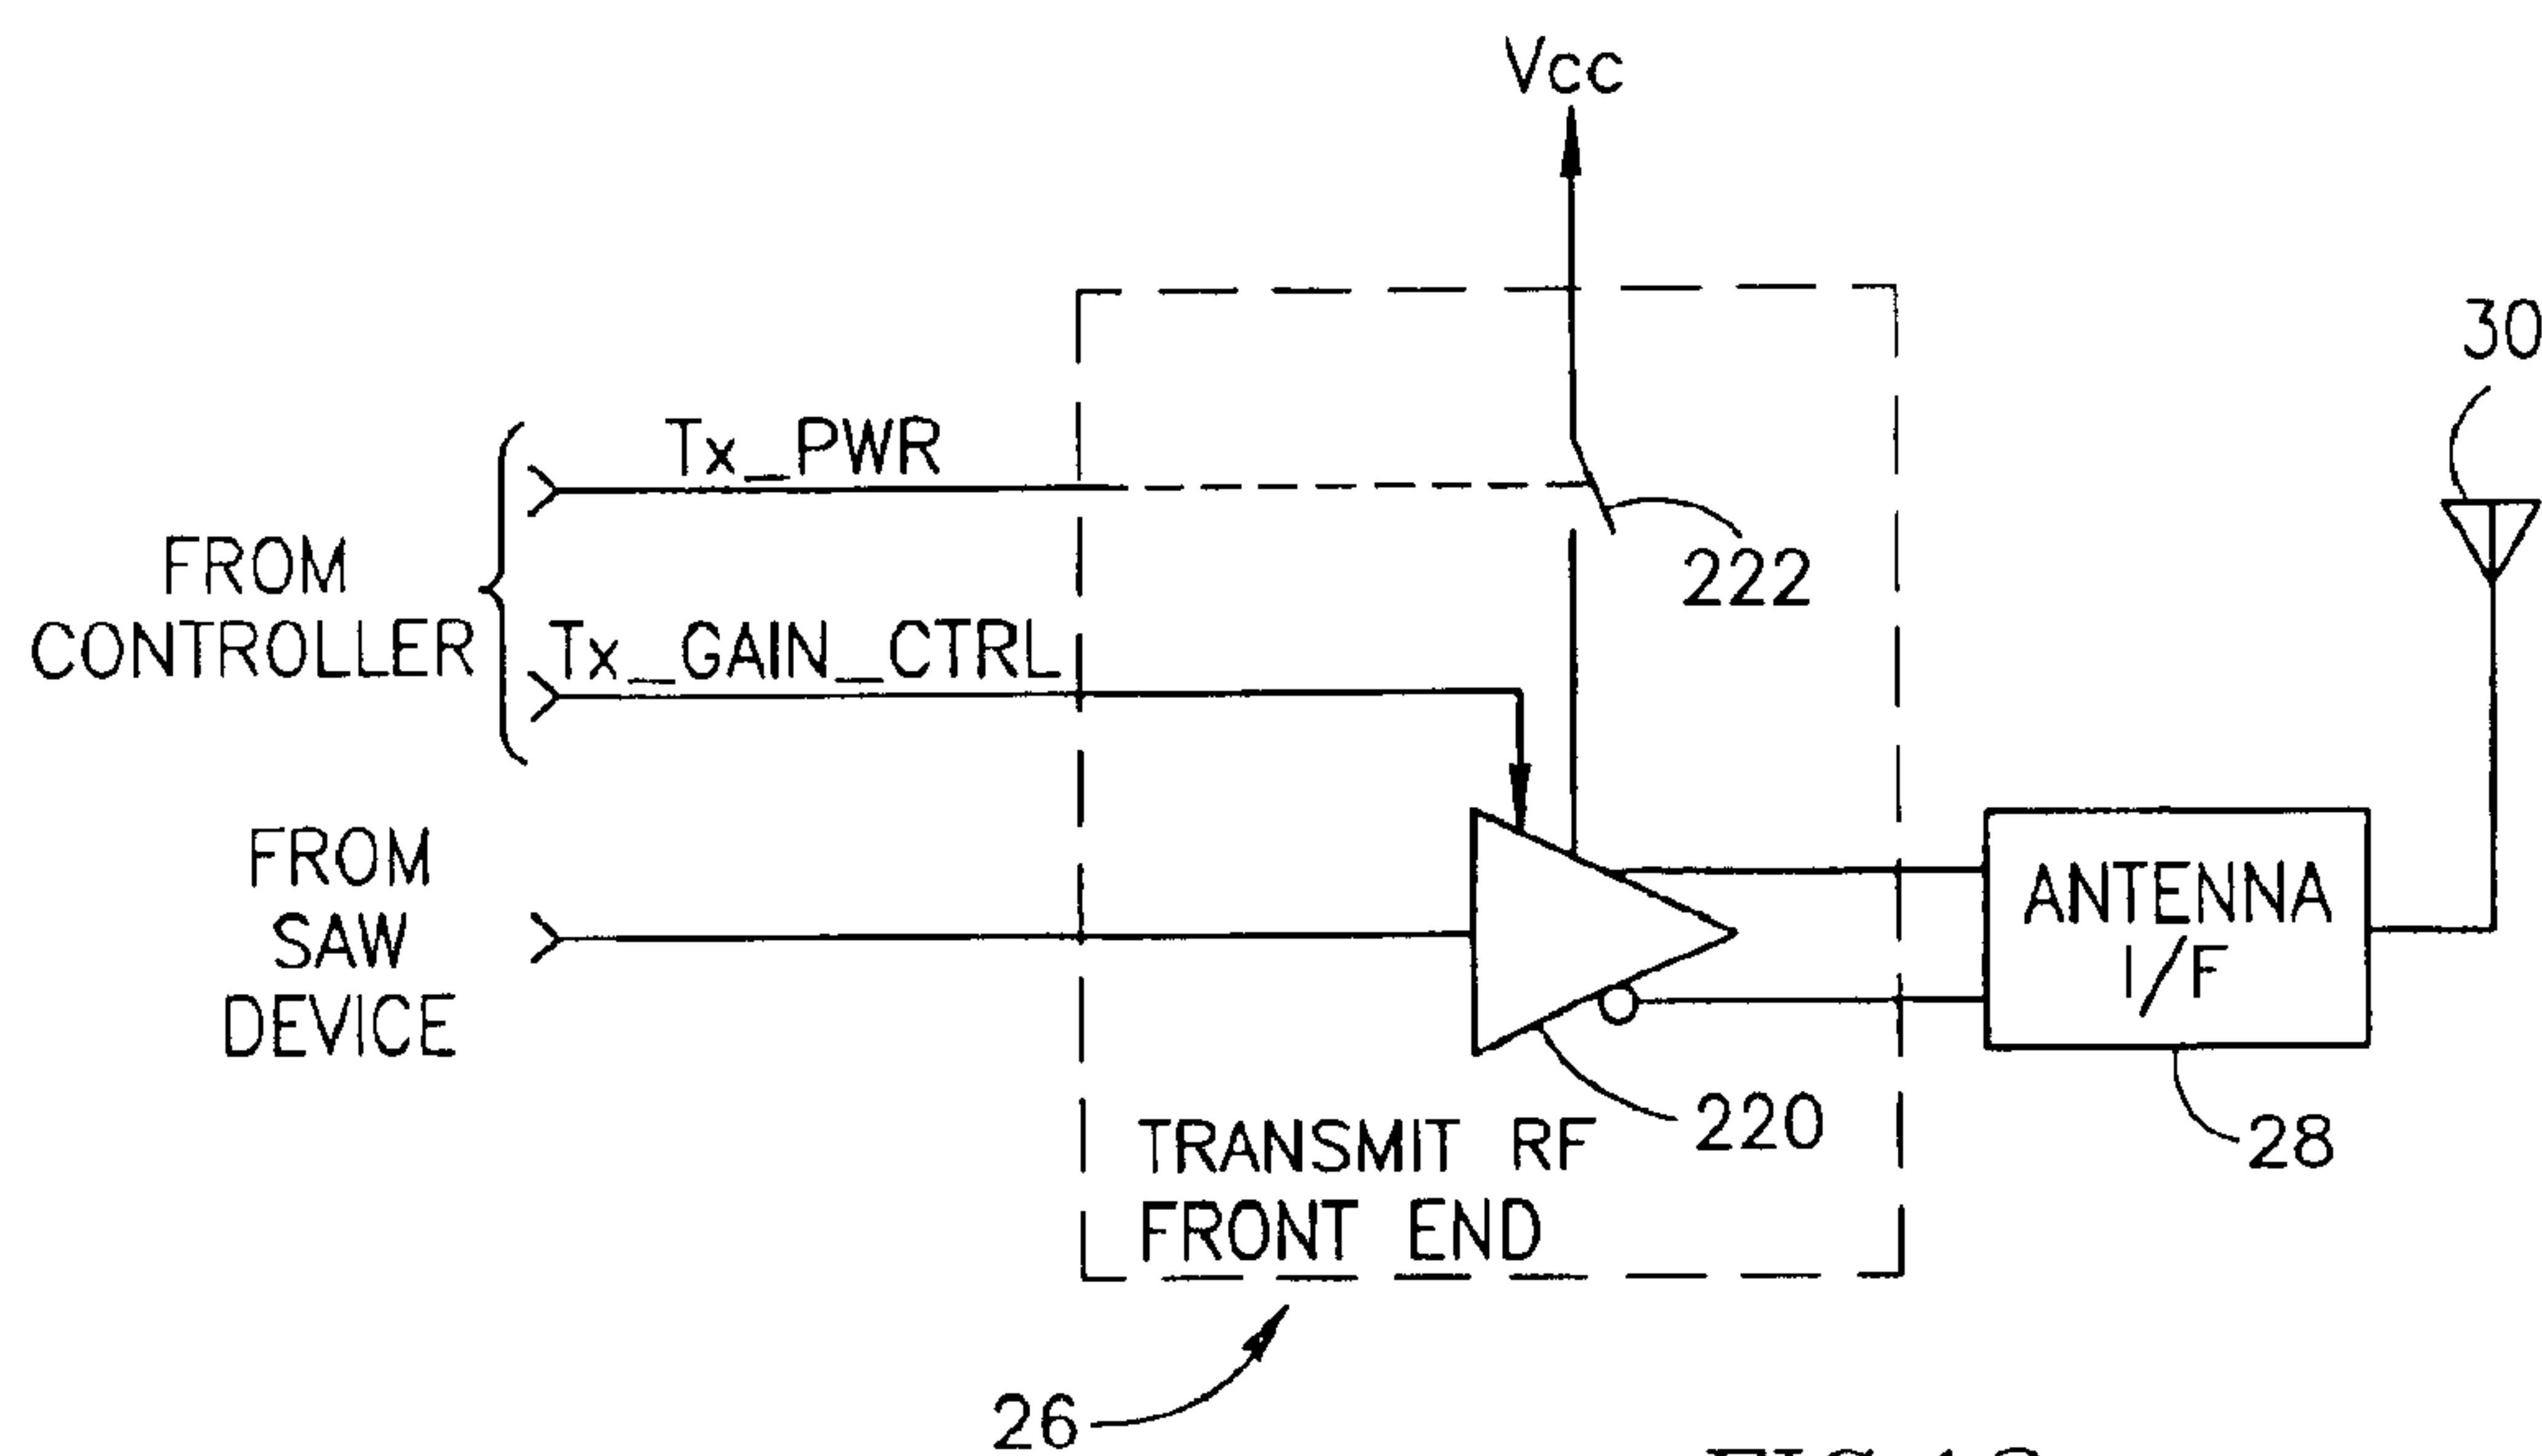 Vcc
30
Tx_PWR
FROM
CONTROLLER
222
Tx_GAIN_CTRL
FROM
SAW
DEVICE
ANTENNA
I/F
220
28
TRANSMIT RF
FRONT END
26